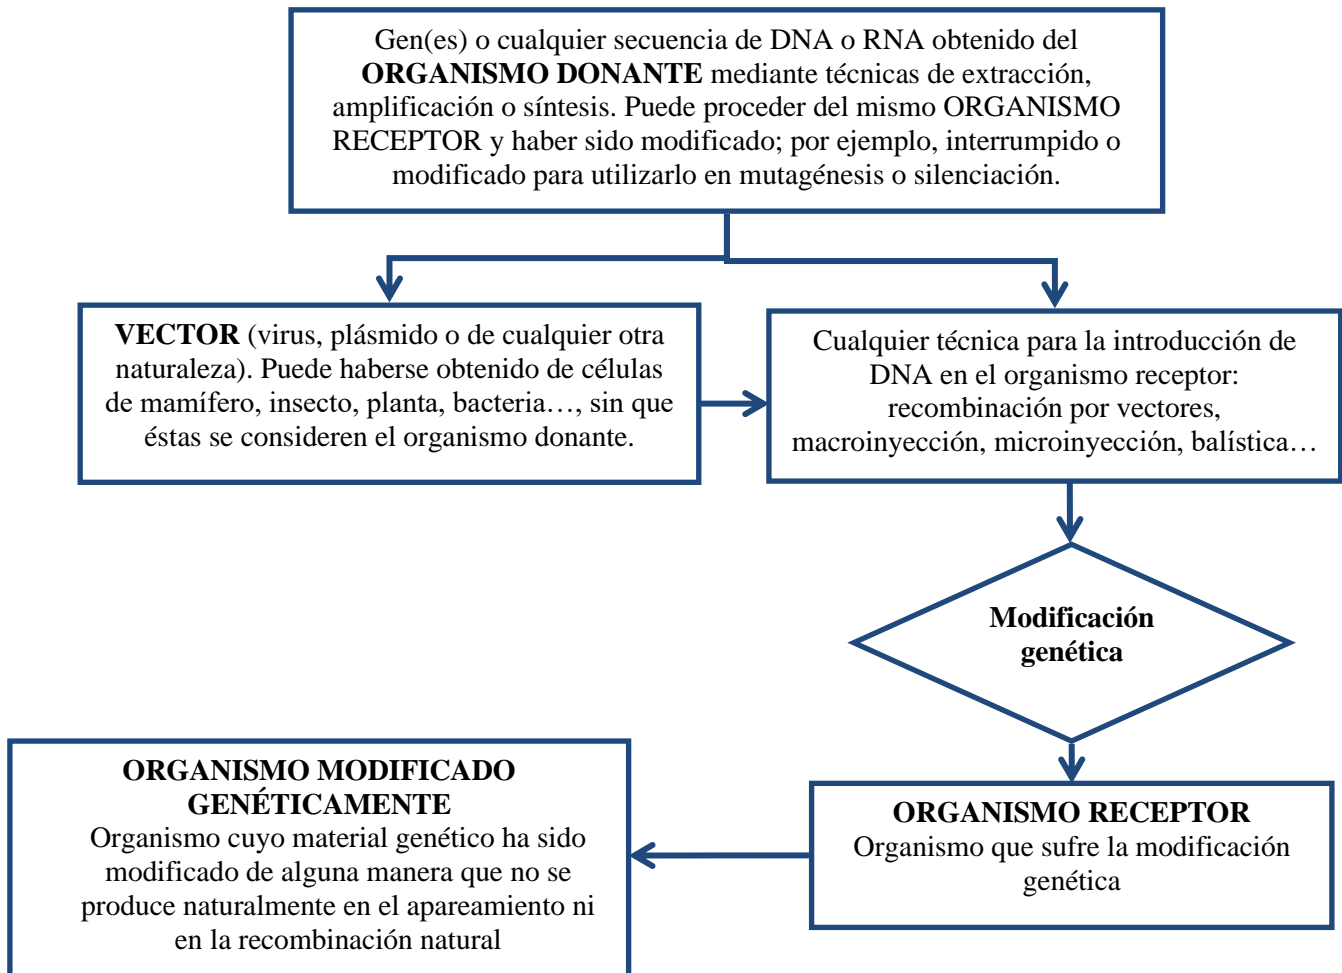 Gen(es) o cualquier secuencia de DNA o RNA obtenido del
ORGANISMO DONANTE mediante técnicas de extracción,
amplificación o síntesis. Puede proceder del mismo ORGANISMO
RECEPTOR y haber sido modificado; por ejemplo, interrumpido o
modificado para utilizarlo en mutagénesis o silenciación.
VECTOR (virus, plásmido o de cualquier otra
naturaleza). Puede haberse obtenido de células
de mamífero, insecto, planta, bacteria…, sin que
éstas se consideren el organismo donante.
Cualquier técnica para la introducción de
DNA en el organismo receptor:
recombinación por vectores,
macroinyección, microinyección, balística…
Modificación
genética
ORGANISMO RECEPTOR
Organismo que sufre la modificación
genética
ORGANISMO MODIFICADO
GENÉTICAMENTE
Organismo cuyo material genético ha sido
modificado de alguna manera que no se
produce naturalmente en el apareamiento ni
en la recombinación natural